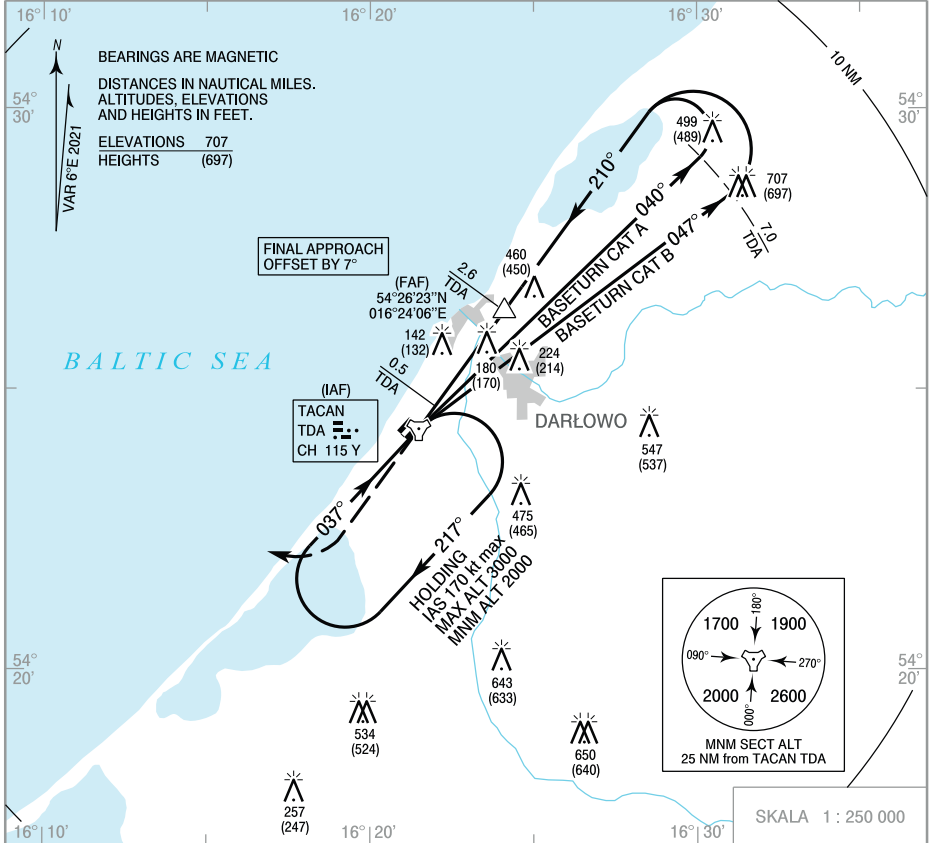 16° 10'
16° 20'
16° 30'
N
VAR 6°E 2021
BEARINGS ARE MAGNETIC
DISTANCES IN NAUTICAL MILES.
ALTITUDES, ELEVATIONS
AND HEIGHTS IN FEET.
ELEVATIONS 707
HEIGHTS (697)
10 NM
54°
30'
54°
30'
499
(489)
707
(697)
7.0
TDA
210°
040°
BASETURN CAT A
047°
BASETURN CAT B
FINAL APPROACH
OFFSET BY 7°
460
(450)
2.6
TDA
(FAF)
54°26'23"N
016°24'06"E
142
(132)
180
(170)
224
(214)
BALTIC SEA
0.5
TDA
(IAF)
TACAN
TDA
CH 115 Y
DARŁOWO
547
(537)
037°
217°
HOLDING
IAS 170 kt max
MAX ALT 3000
MNM ALT 2000
475
(465)
643
(633)
534
(524)
650
(640)
257
(247)
180°
1700
1900
090°
270°
2000
2600
000°
MNM SECT ALT
25 NM from TACAN TDA
54°
20'
54°
20'
SKALA 1 : 250 000
16° 10'
16° 20'
16° 30'